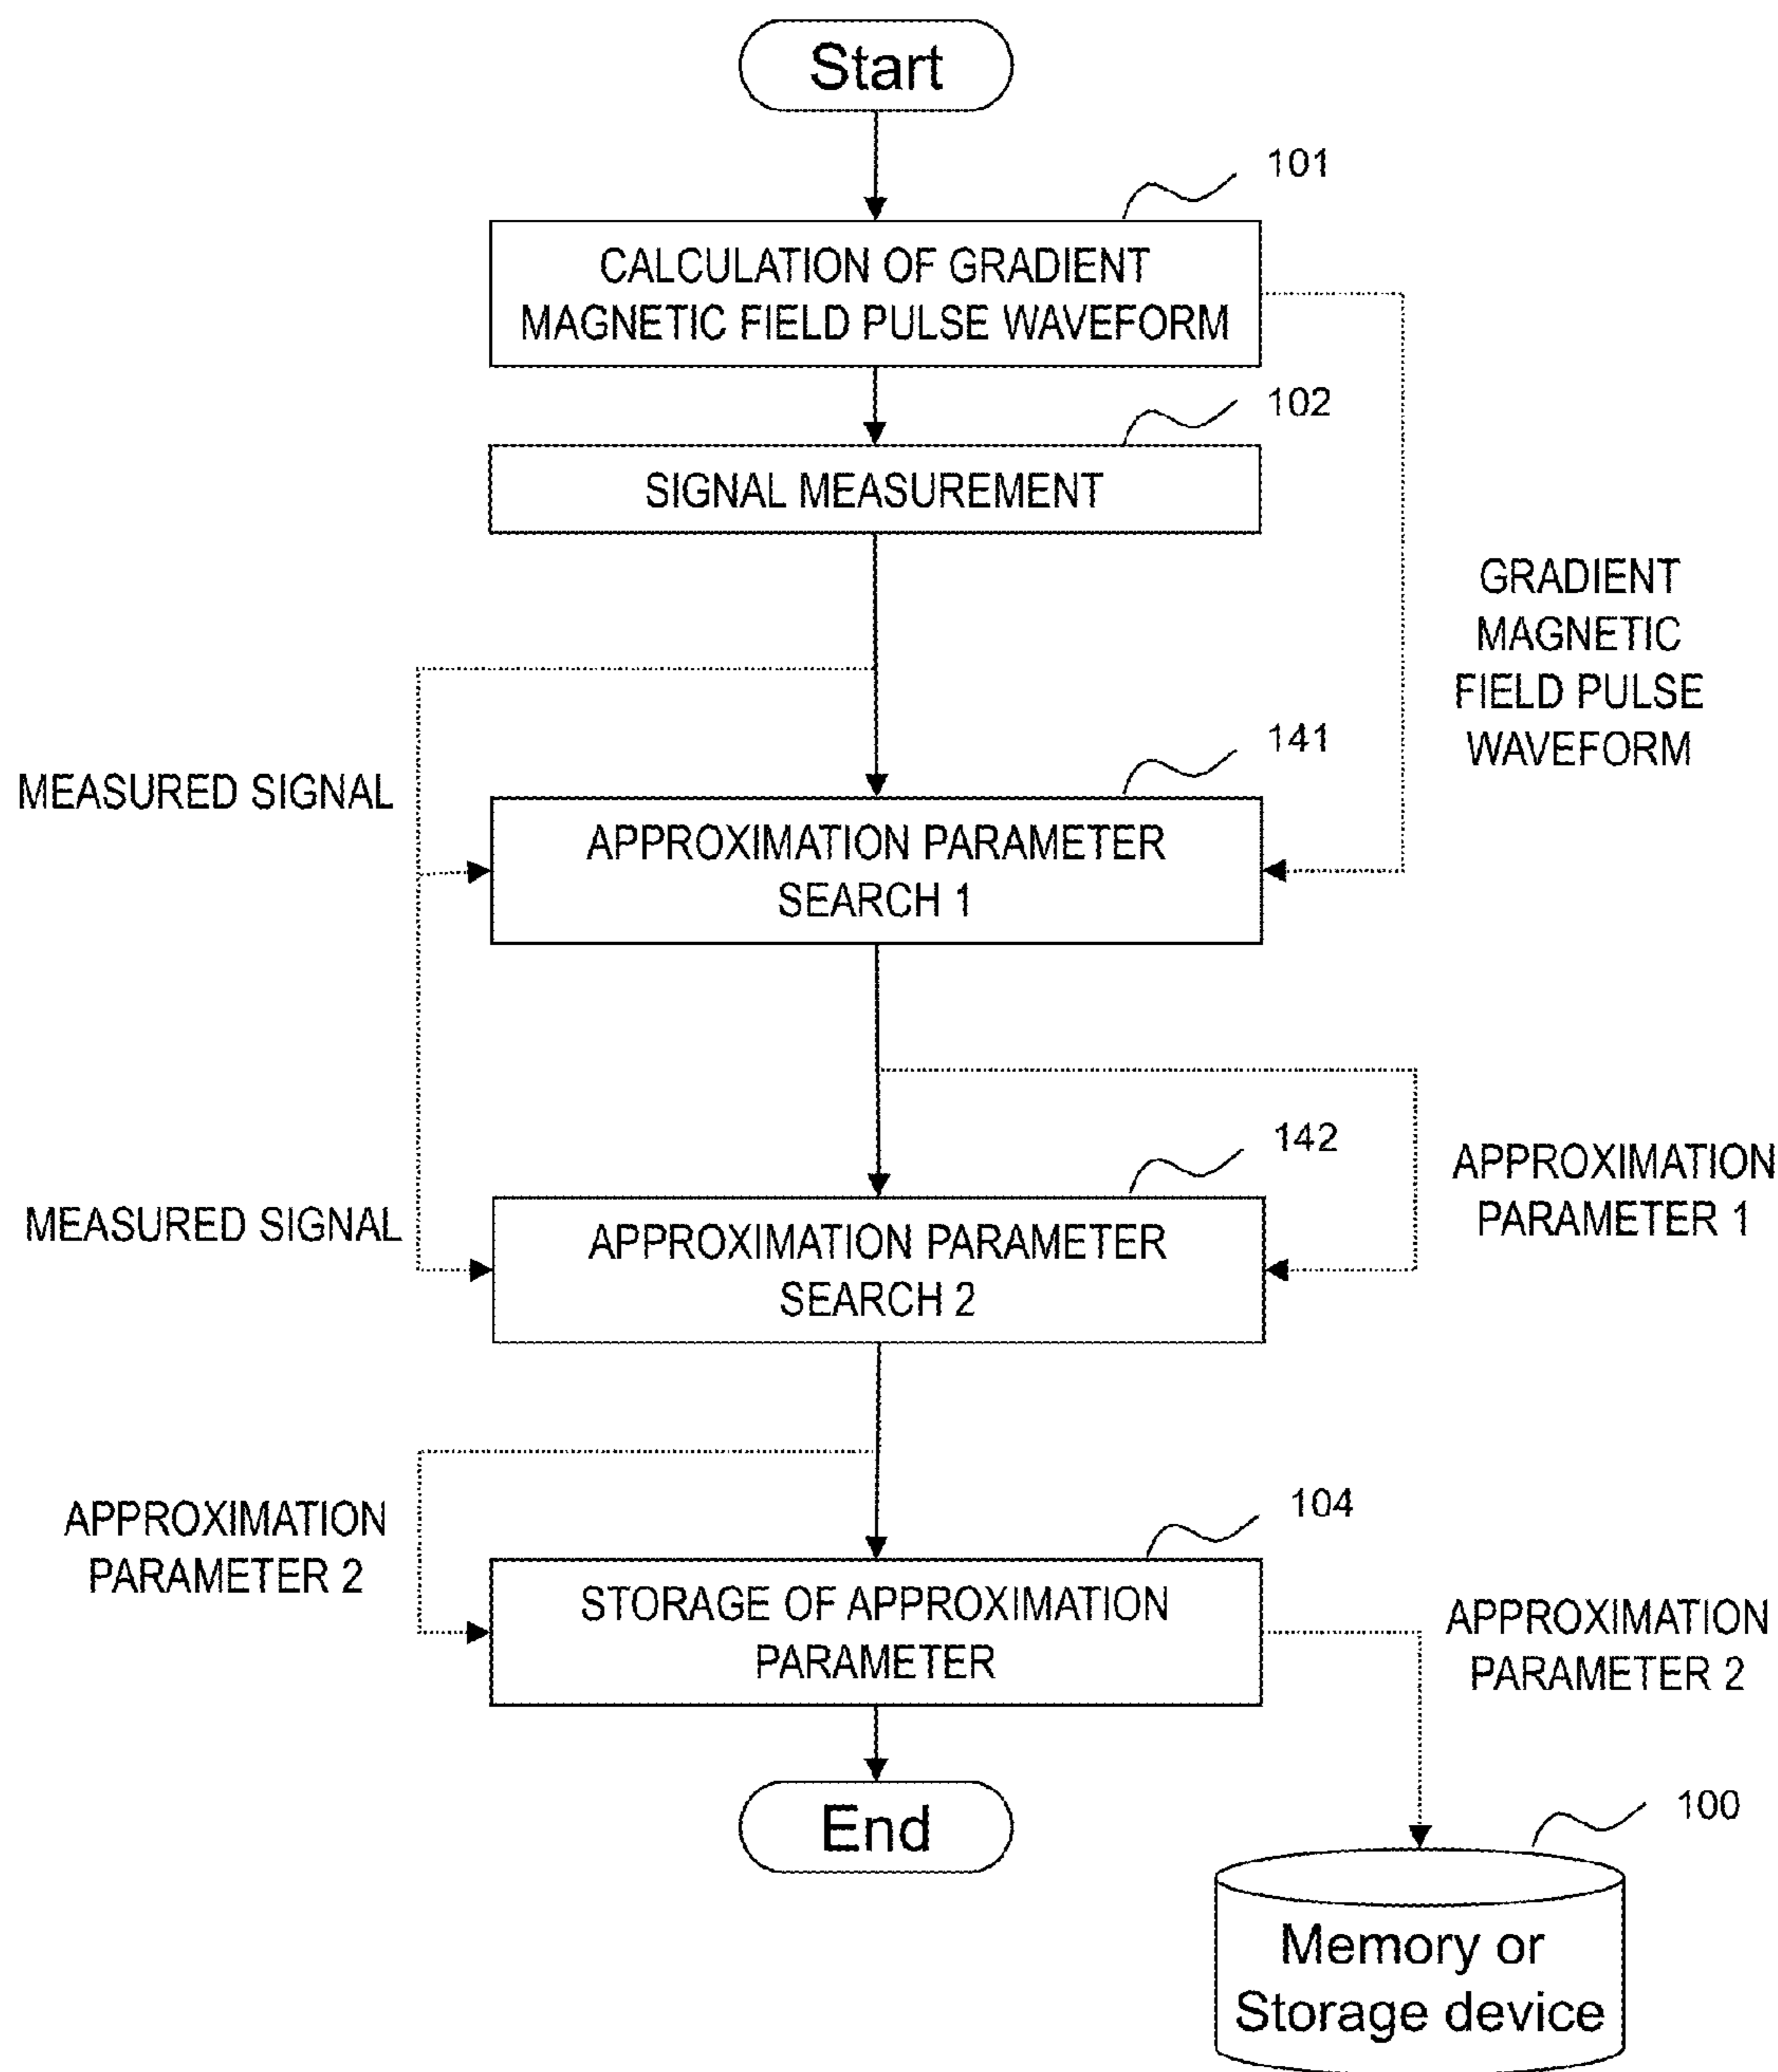 Start
101
CALCULATION OF GRADIENT
MAGNETIC FIELD PULSE WAVEFORM
102
SIGNAL MEASUREMENT
GRADIENT
MAGNETIC
FIELD PULSE
WAVEFORM
141
MEASURED SIGNAL
APPROXIMATION PARAMETER
SEARCH 1
142
APPROXIMATION
PARAMETER 1
MEASURED SIGNAL
APPROXIMATION PARAMETER
SEARCH 2
104
APPROXIMATION
PARAMETER 2
STORAGE OF APPROXIMATION
PARAMETER
APPROXIMATION
PARAMETER 2
End
100
Memory or
Storage device